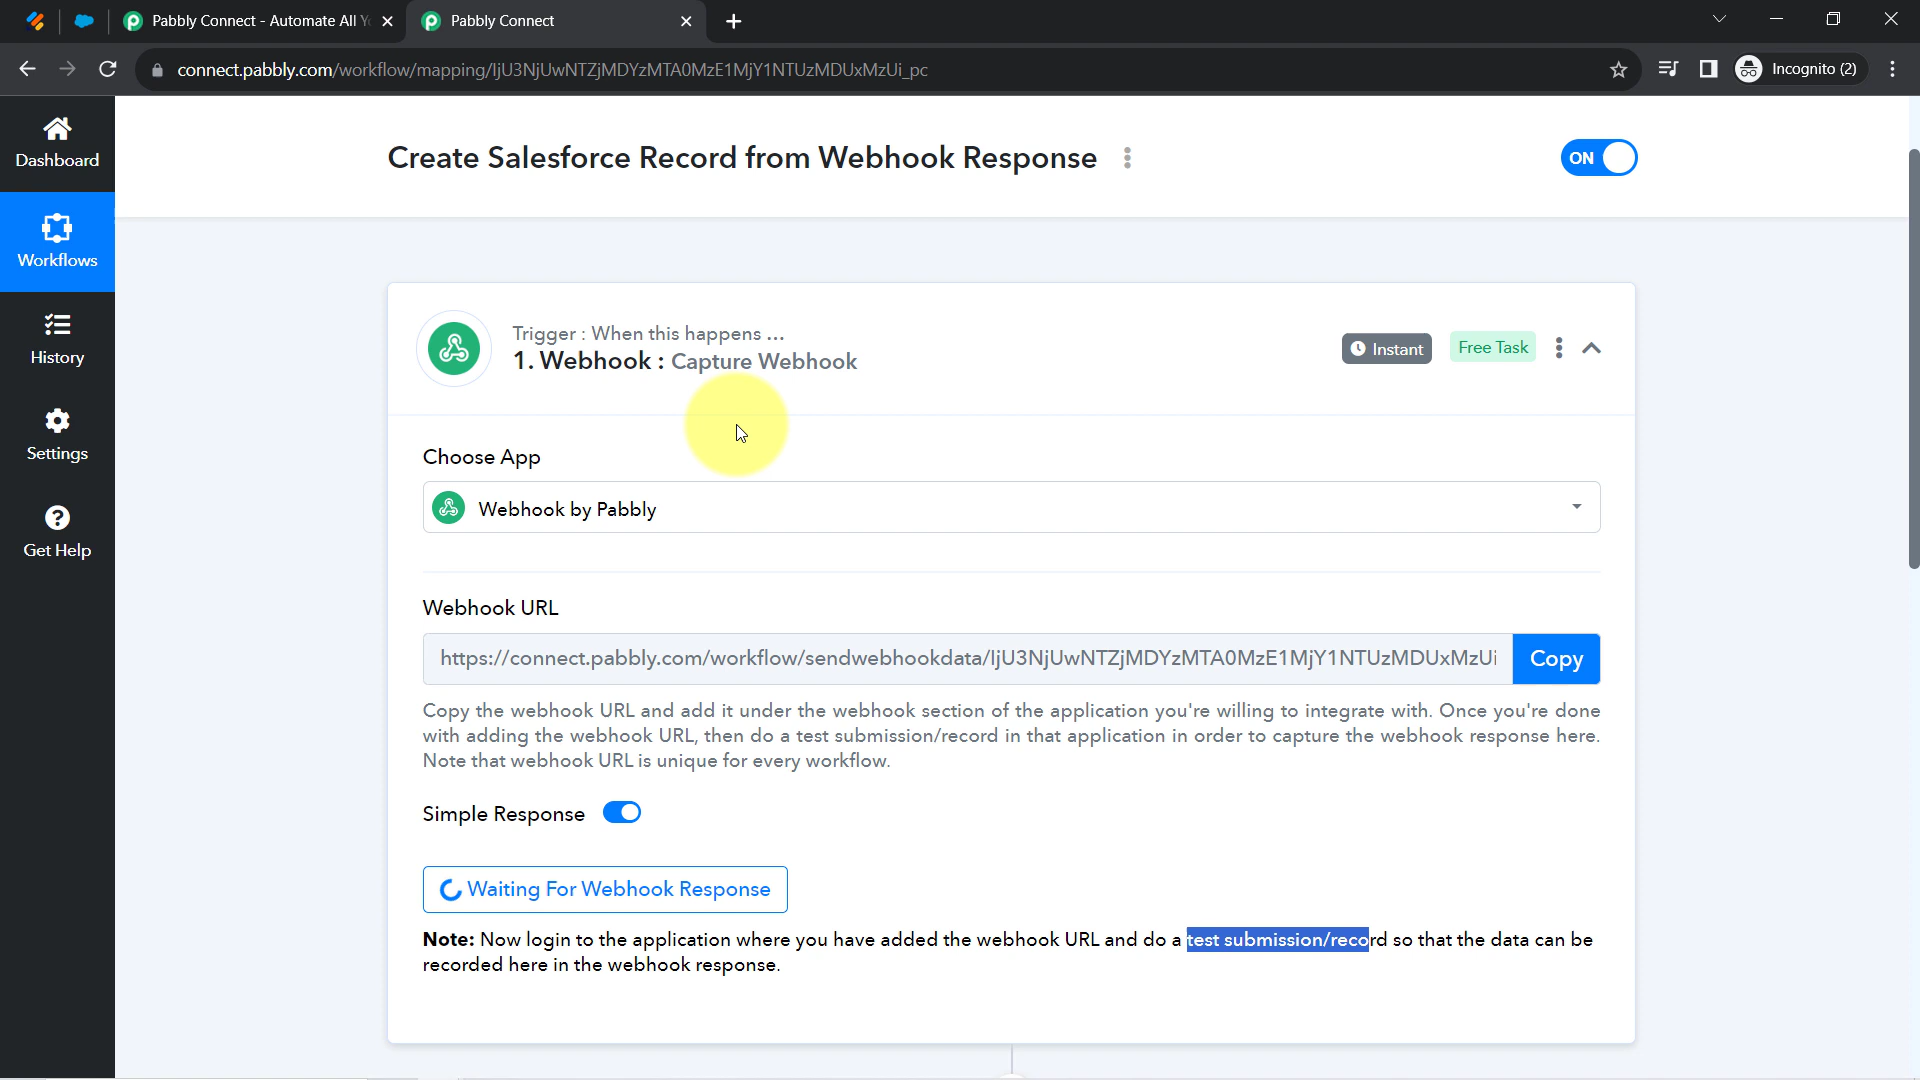 Pabbly Connect - Automate All
Pabbly Connect
connect.pabbly.com/workflow/mapping/IjU3NjUwNTZjMDYzMTA0MzE1MjY1NTUzMDUxMzUi_pc
Incognito (2)
Dashboard
Workflows
History
Settings
Get Help
Create Salesforce Record from Webhook Response
ON
Trigger : When this happens ...
1. Webhook : Capture Webhook
Instant
Free Task
Choose App
Webhook by Pabbly
Webhook URL
https://connect.pabbly.com/workflow/sendwebhookdata/IjU3NjUwNTZjMDYzMTA0MzE1MjY1NTUzMDUxMzUi
Copy
Copy the webhook URL and add it under the webhook section of the application you're willing to integrate with. Once you're done
with adding the webhook URL, then do a test submission/record in that application in order to capture the webhook response here.
Note that webhook URL is unique for every workflow.
Simple Response
Waiting For Webhook Response
Note: Now login to the application where you have added the webhook URL and do a test submission/record so that the data can be
recorded here in the webhook response.